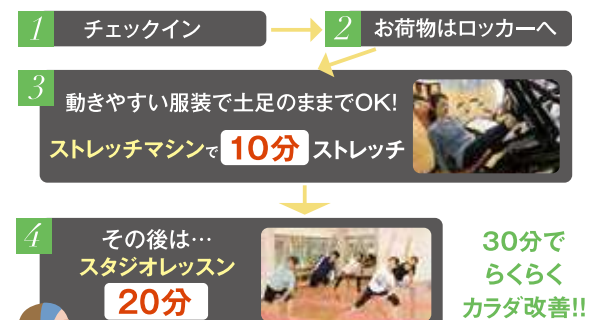 1 チェックイン
2 お荷物はロッカーへ
3
動きやすい服装で土足のままでOK!
ストレッチマシンで10分ストレッチ
4
その後は…
スタジオレッスン
20分
30分で
らくらく
カラダ改善!!